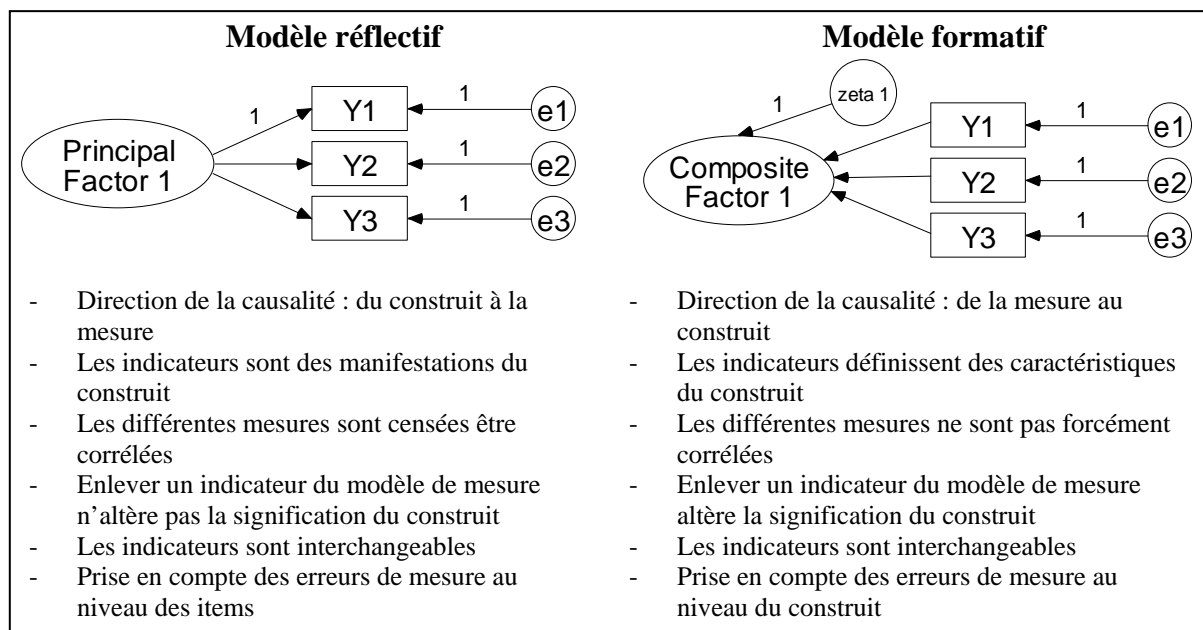 Modèle réflectif
1
Y1
1
e1
Principal
Factor 1
Y2
1
e2
Y3
1
e3
- Direction de la causalité : du construit à la
mesure
- Les indicateurs sont des manifestations du
construit
- Les différentes mesures sont censées être
corrélées
- Enlever un indicateur du modèle de mesure
n'altère pas la signification du construit
- Les indicateurs sont interchangeables
- Prise en compte des erreurs de mesure au
niveau des items
Modèle formatif
zeta 1
1
Y1
1
e1
Composite
Factor 1
Y2
1
e2
Y3
1
e3
- Direction de la causalité : de la mesure au
construit
- Les indicateurs définissent des caractéristiques
du construit
- Les différentes mesures ne sont pas forcément
corrélées
- Enlever un indicateur du modèle de mesure
altère la signification du construit
- Les indicateurs sont interchangeables
- Prise en compte des erreurs de mesure au
niveau du construit